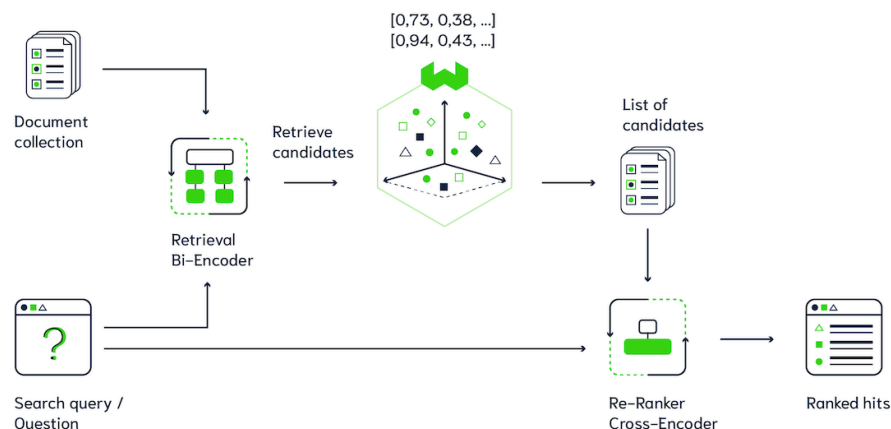 [0,73, 0,38, ...]
[0,94, 0,43, ...]
Document
collection
Retrieve
candidates
List of
candidates
Retrieval
Bi-Encoder
?
Search query /
Question
Re-Ranker
Cross-Encoder
Ranked hits